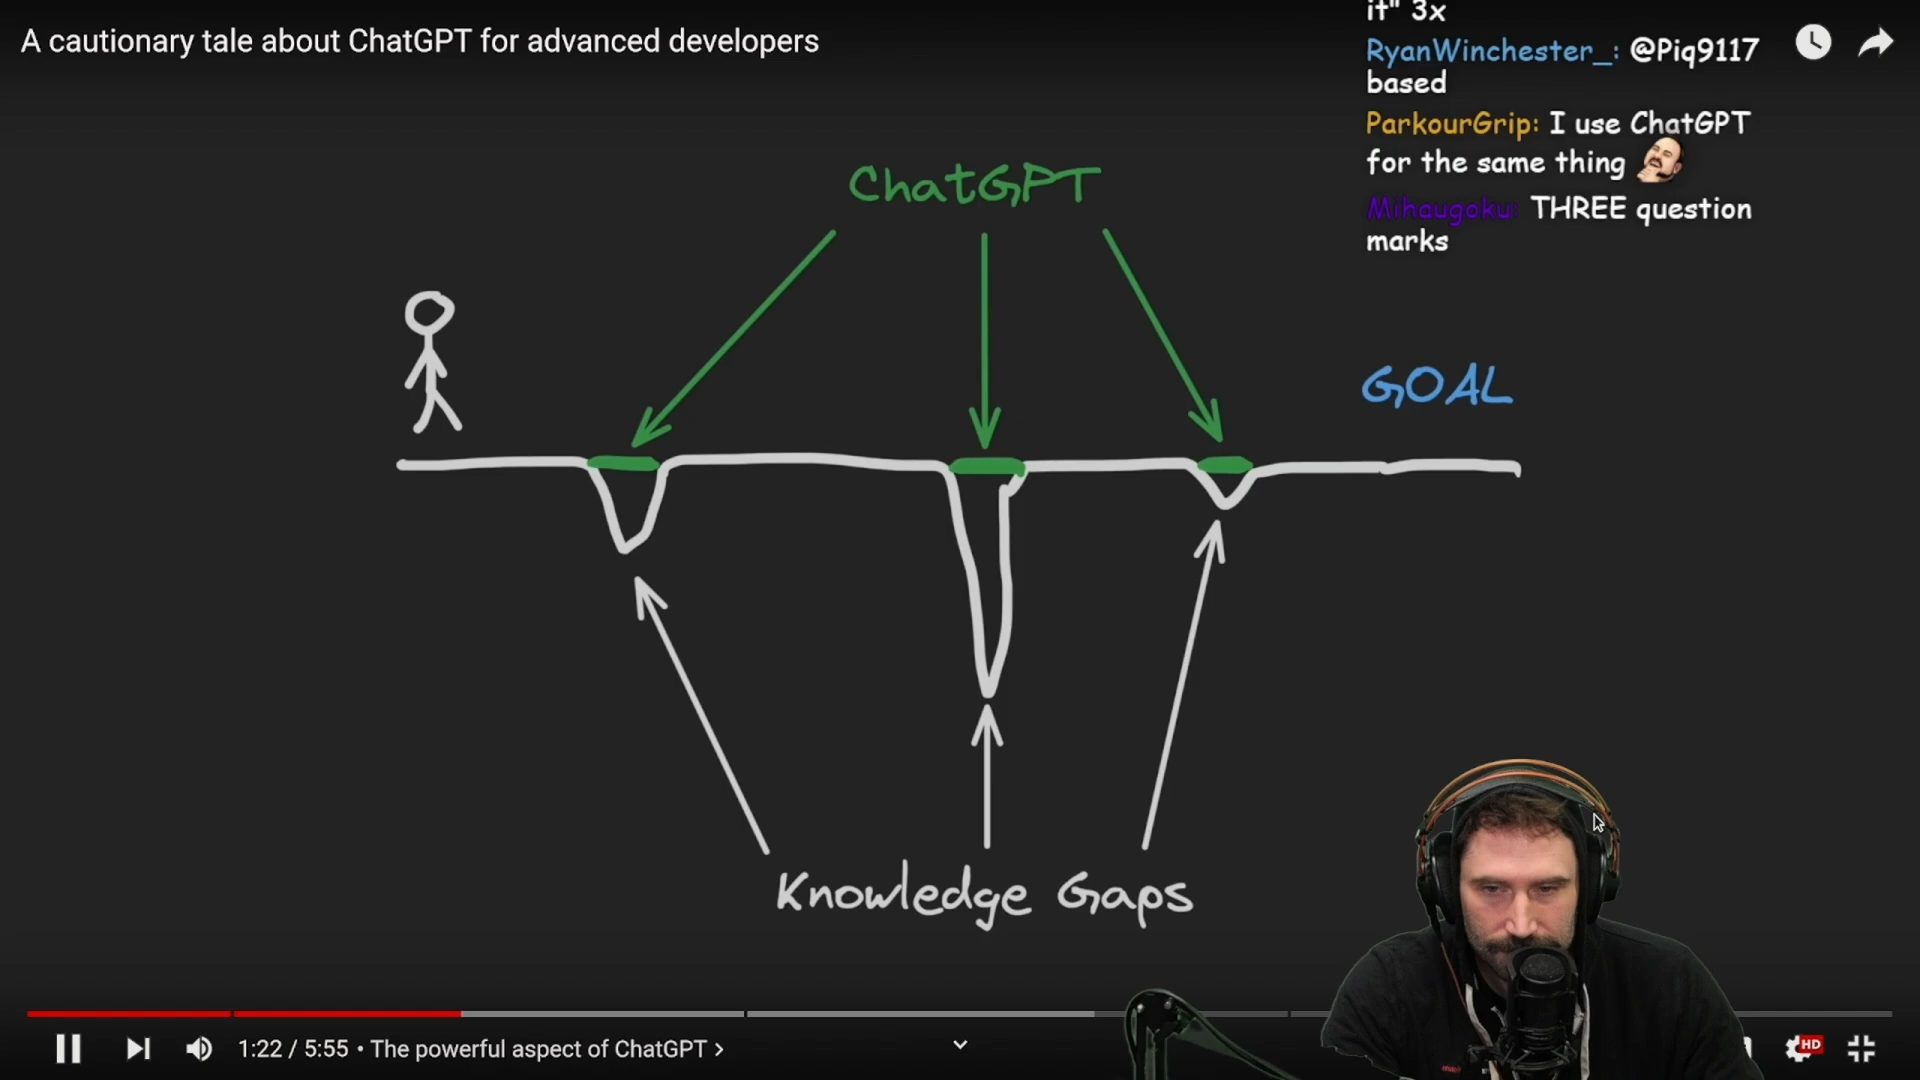 A cautionary tale about ChatGPT for advanced developers
it" 3x
RyanWinchester_: @Piq9117
based
ParkourGrip: I use ChatGPT
for the same thing
Mihaugoku: THREE question
marks
ChatGPT
GOAL
Knowledge Gaps
1:22 / 5:55 • The powerful aspect of ChatGPT
HD